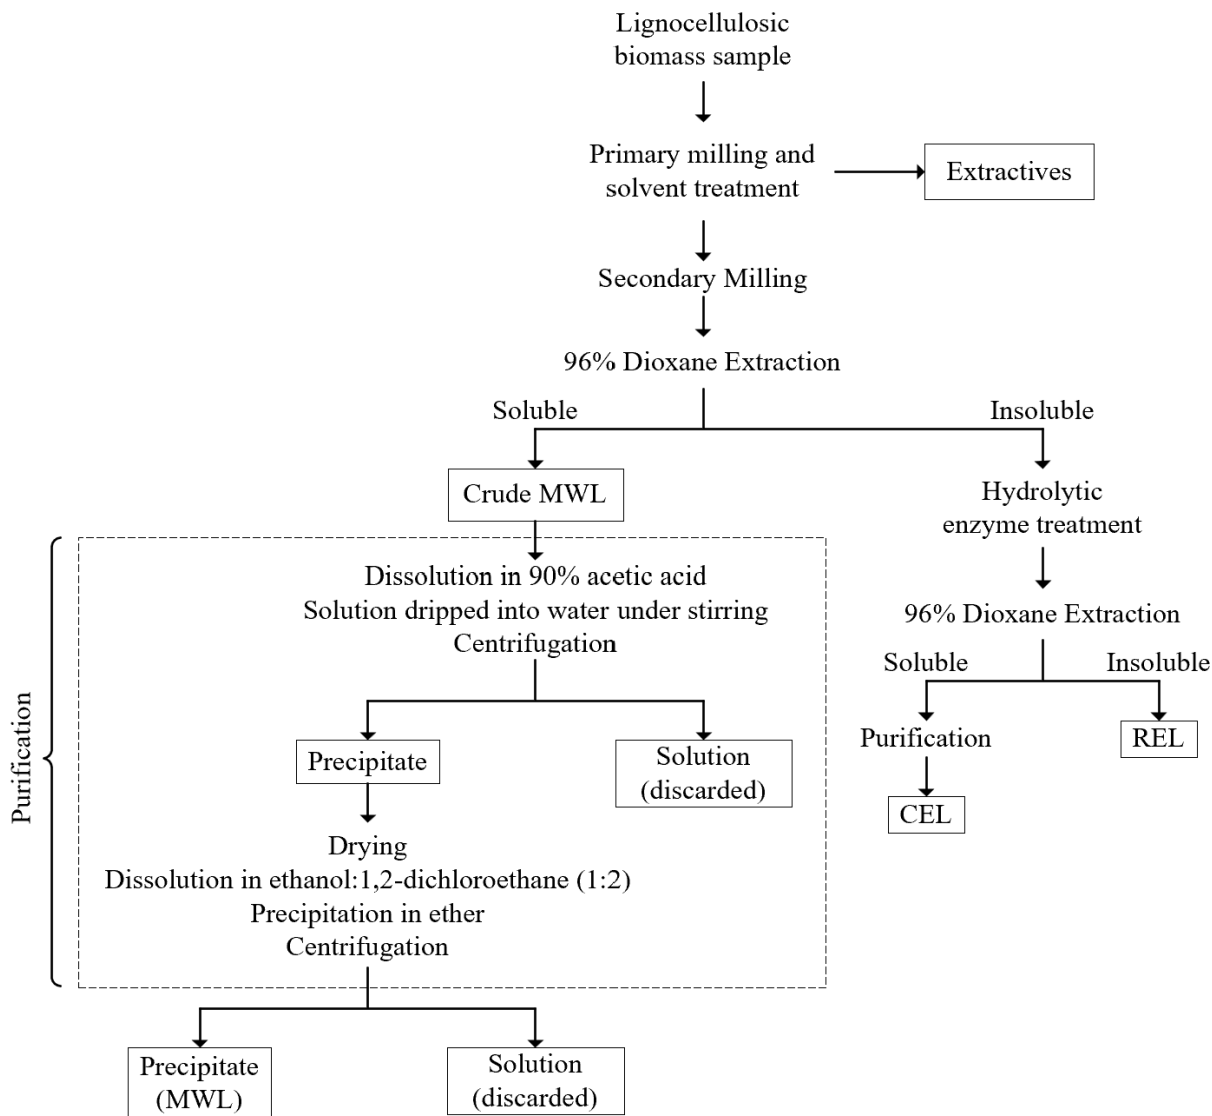 Lignocellulosic
biomass sample
Primary milling and
solvent treatment
Extractives
Secondary Milling
96% Dioxane Extraction
Soluble
Insoluble
Crude MWL
Hydrolytic
enzyme treatment
Purification
Dissolution in 90% acetic acid
Solution dripped into water under stirring
Centrifugation
96% Dioxane Extraction
Soluble
Insoluble
Precipitate
Solution
(discarded)
Purification
REL
CEL
Drying
Dissolution in ethanol:1,2-dichloroethane (1:2)
Precipitation in ether
Centrifugation
Precipitate
(MWL)
Solution
(discarded)